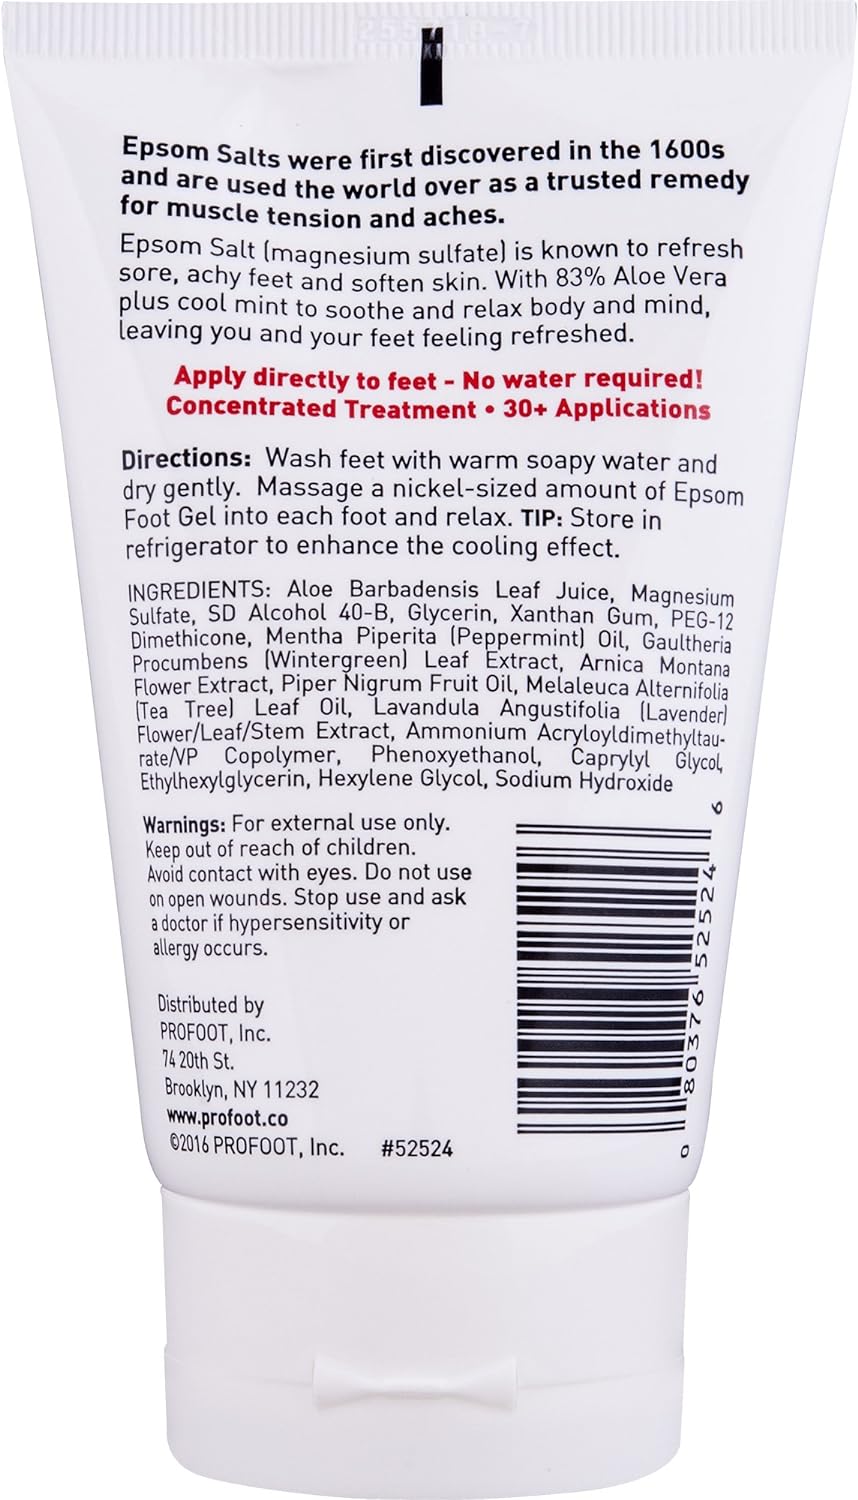 Epsom Salts were first discovered in the 1600s
and are used the world over as a trusted remedy
for muscle tension and aches.
Epsom Salt (magnesium sulfate) is known to refresh
sore, achy feet and soften skin. With 83% Aloe Vera
plus cool mint to soothe and relax body and mind,
leaving you and your feet feeling refreshed.
Apply directly to feet - No water required!
Concentrated Treatment • 30+ Applications
Directions: Wash feet with warm soapy water and
dry gently. Massage a nickel-sized amount of Epsom
Foot Gel into each foot and relax. TIP: Store in
refrigerator to enhance the cooling effect.
INGREDIENTS: Aloe Barbadensis Leaf Juice, Magnesium
Sulfate, SD Alcohol 40-B, Glycerin, Xanthan Gum, PEG-12
Dimethicone, Mentha Piperita (Peppermint) Oil, Gaultheria
Procumbens (Wintergreen) Leaf Extract, Arnica Montana
Flower Extract, Piper Nigrum Fruit Oil, Melaleuca Alternifolia
(Tea Tree) Leaf Oil, Lavandula Angustifolia (Lavender)
Flower/Leaf/Stem Extract, Ammonium Acryloyldimethyltau-
rate/VP Copolymer, Phenoxyethanol, Caprylyl Glycol,
Ethylhexylglycerin, Hexylene Glycol, Sodium Hydroxide
Warnings: For external use only.
Keep out of reach of children.
Avoid contact with eyes. Do not use
on open wounds. Stop use and ask
a doctor if hypersensitivity or
allergy occurs.
Distributed by
PROFOOT, Inc.
74 20th St.
Brooklyn, NY 11232
www.profoot.co
©2016 PROFOOT, Inc. #52524
0 80376 52524 6